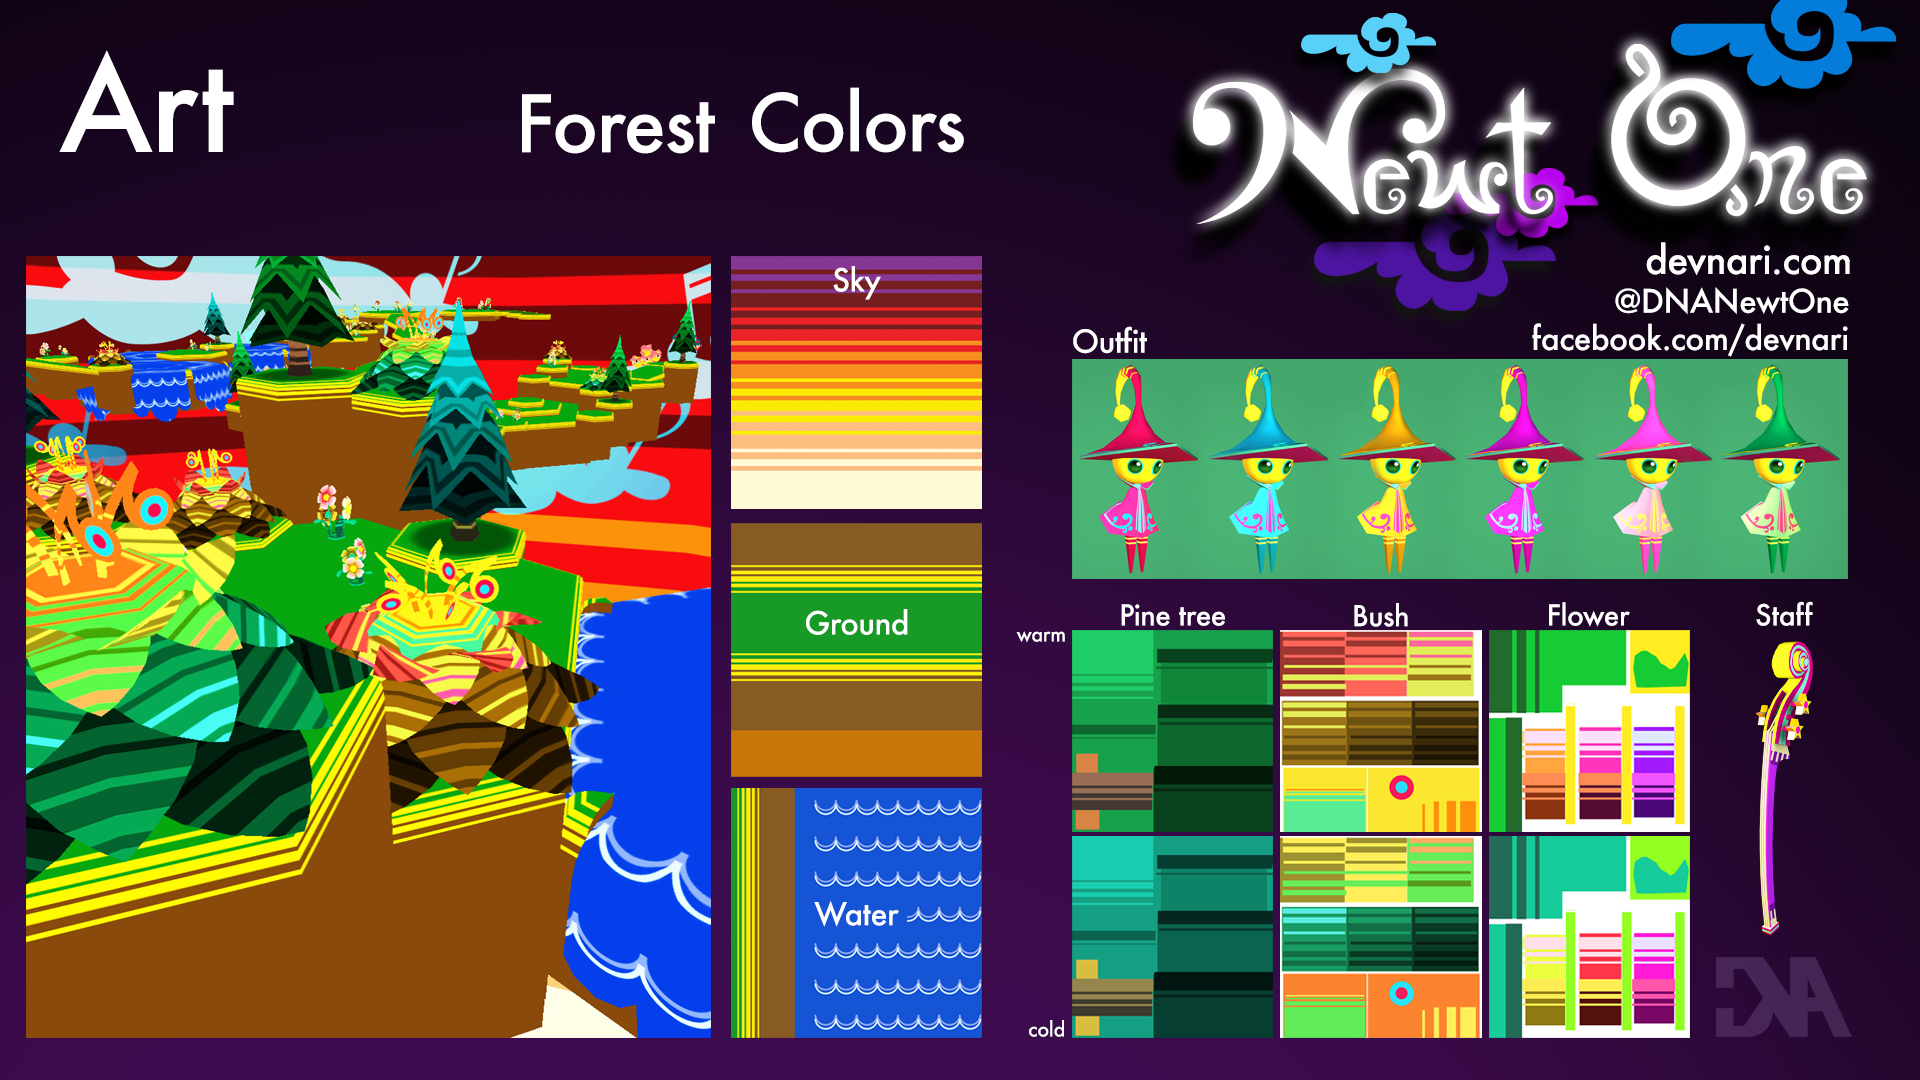 Art
Forest Colors
Newt One
devnari.com
@DNANewtOne
facebook.com/devnari
Sky
Ground
Water
Outfit
Pine tree
Bush
Flower
Staff
warm
cold
DNA